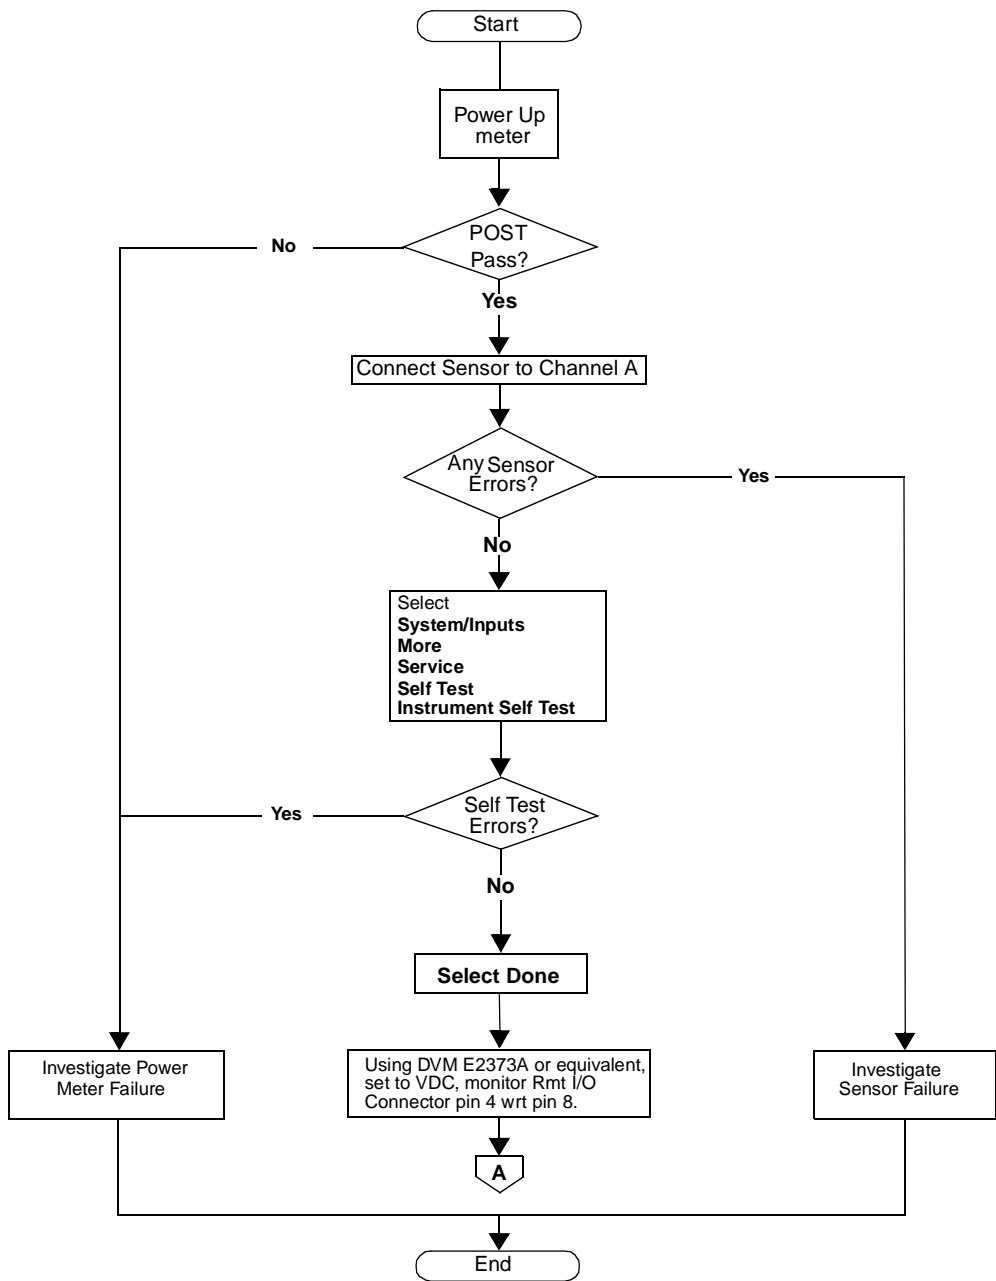 Start
Power Up
meter
POST
Pass?
No
Yes
Connect Sensor to Channel A
Any Sensor
Errors?
Yes
No
Select
System/Inputs
More
Service
Self Test
Instrument Self Test
Self Test
Errors?
Yes
No
Select Done
Investigate Power
Meter Failure
Using DVM E2373A or equivalent,
set to VDC, monitor Rmt I/O
Connector pin 4 wrt pin 8.
Investigate
Sensor Failure
A
End